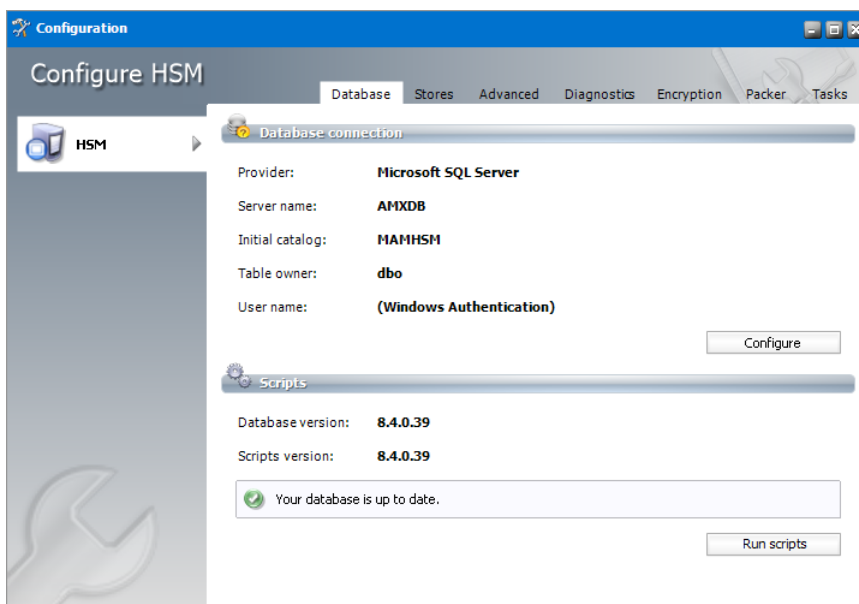 Configuration
Configure HSM
Database Stores Advanced Diagnostics Encryption Packer Tasks
HSM
Database connection
Provider: Microsoft SQL Server
Server name: AMXDB
Initial catalog: MAMHSM
Table owner: dbo
User name: (Windows Authentication)
Configure
Scripts
Database version: 8.4.0.39
Scripts version: 8.4.0.39
Your database is up to date.
Run scripts